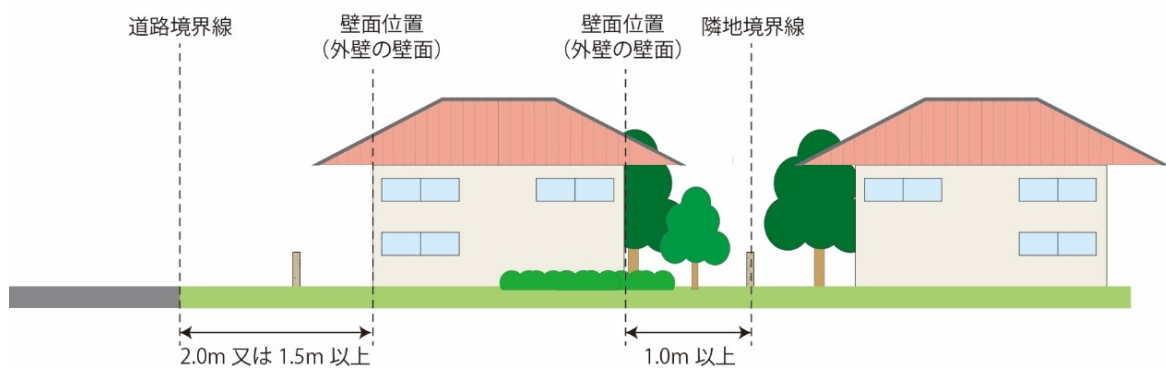 道路境界線
壁面位置
（外壁の壁面）
壁面位置
（外壁の壁面）
隣地境界線
2.0m 又は 1.5m 以上
1.0m 以上